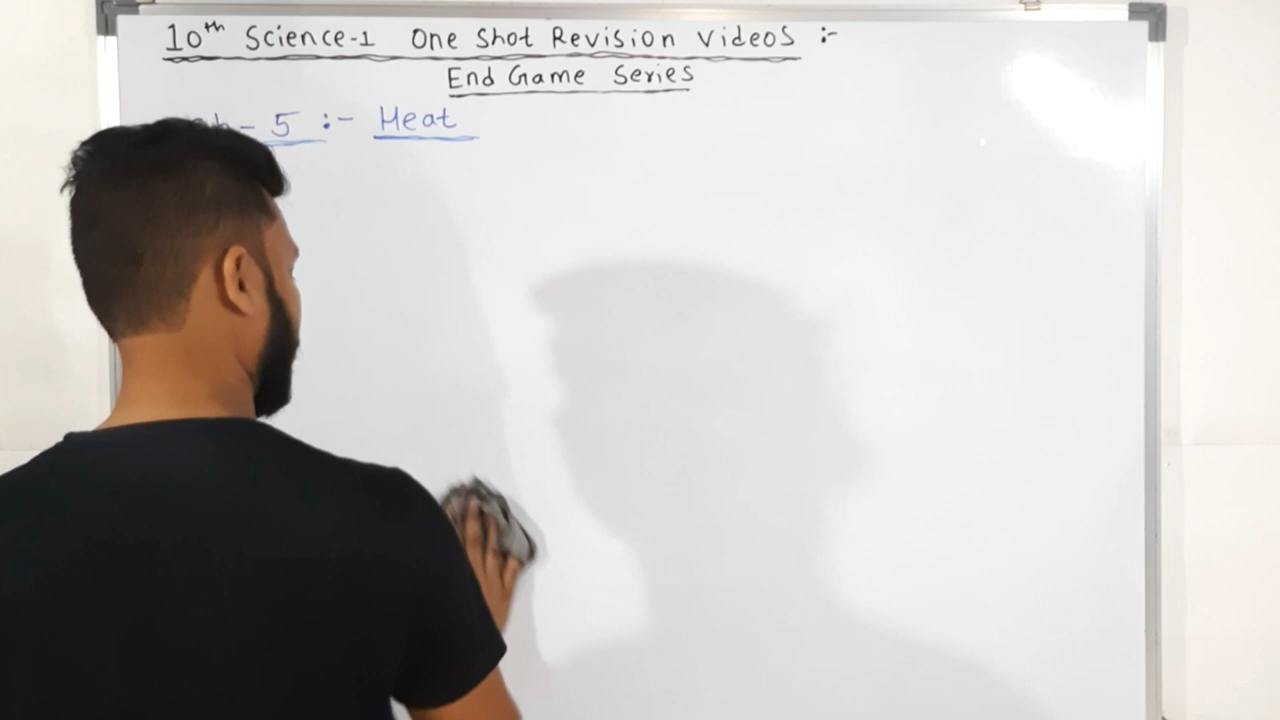 10th Science-1 One Shot Revision Videos :-
End Game Series
5 :- Heat